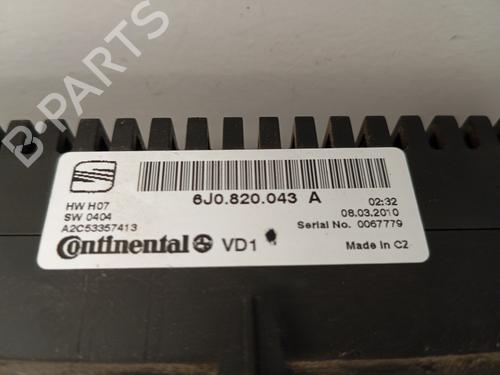 6J0.820.043 A
HW H07
SW 0404
A2C53357413
02:32
08.03.2010
Serial No. 0067779
Continental VD1
Made in CZ
B-PARTS